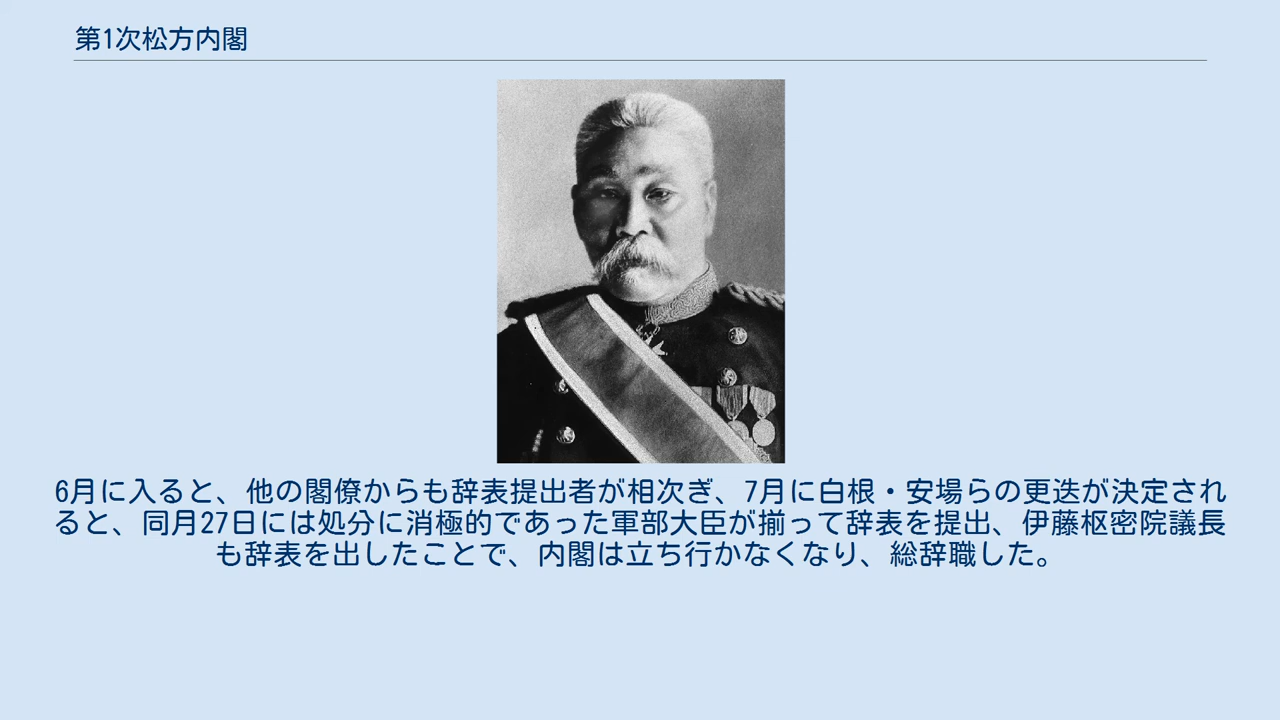 第1次松方内閣
6月に入ると、他の閣僚からも辞表提出者が相次ぎ、7月に白根・安場らの更迭が決定され
ると、同月27日には処分に消極的であった軍部大臣が揃って辞表を提出、伊藤枢密院議長
も辞表を出したことで、内閣は立ち行かなくなり、総辞職した。